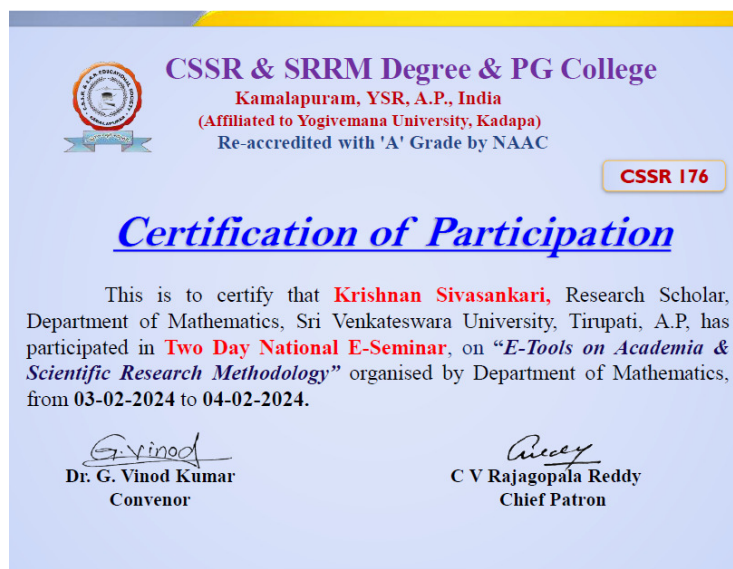 CSSR & SRRM Degree & PG College
Kamalapuram, YSR, A.P., India
(Affiliated to Yogivemana University, Kadapa)
Re-accredited with 'A' Grade by NAAC
CSSR 176
Certification of Participation
This is to certify that Krishnan Sivasankari, Research Scholar,
Department of Mathematics, Sri Venkateswara University, Tirupati, A.P, has
participated in Two Day National E-Seminar, on “E-Tools on Academia &
Scientific Research Methodology” organised by Department of Mathematics,
from 03-02-2024 to 04-02-2024.
G.Vinod
Dr. G. Vinod Kumar
Convenor
C V Rajagopala Reddy
Chief Patron